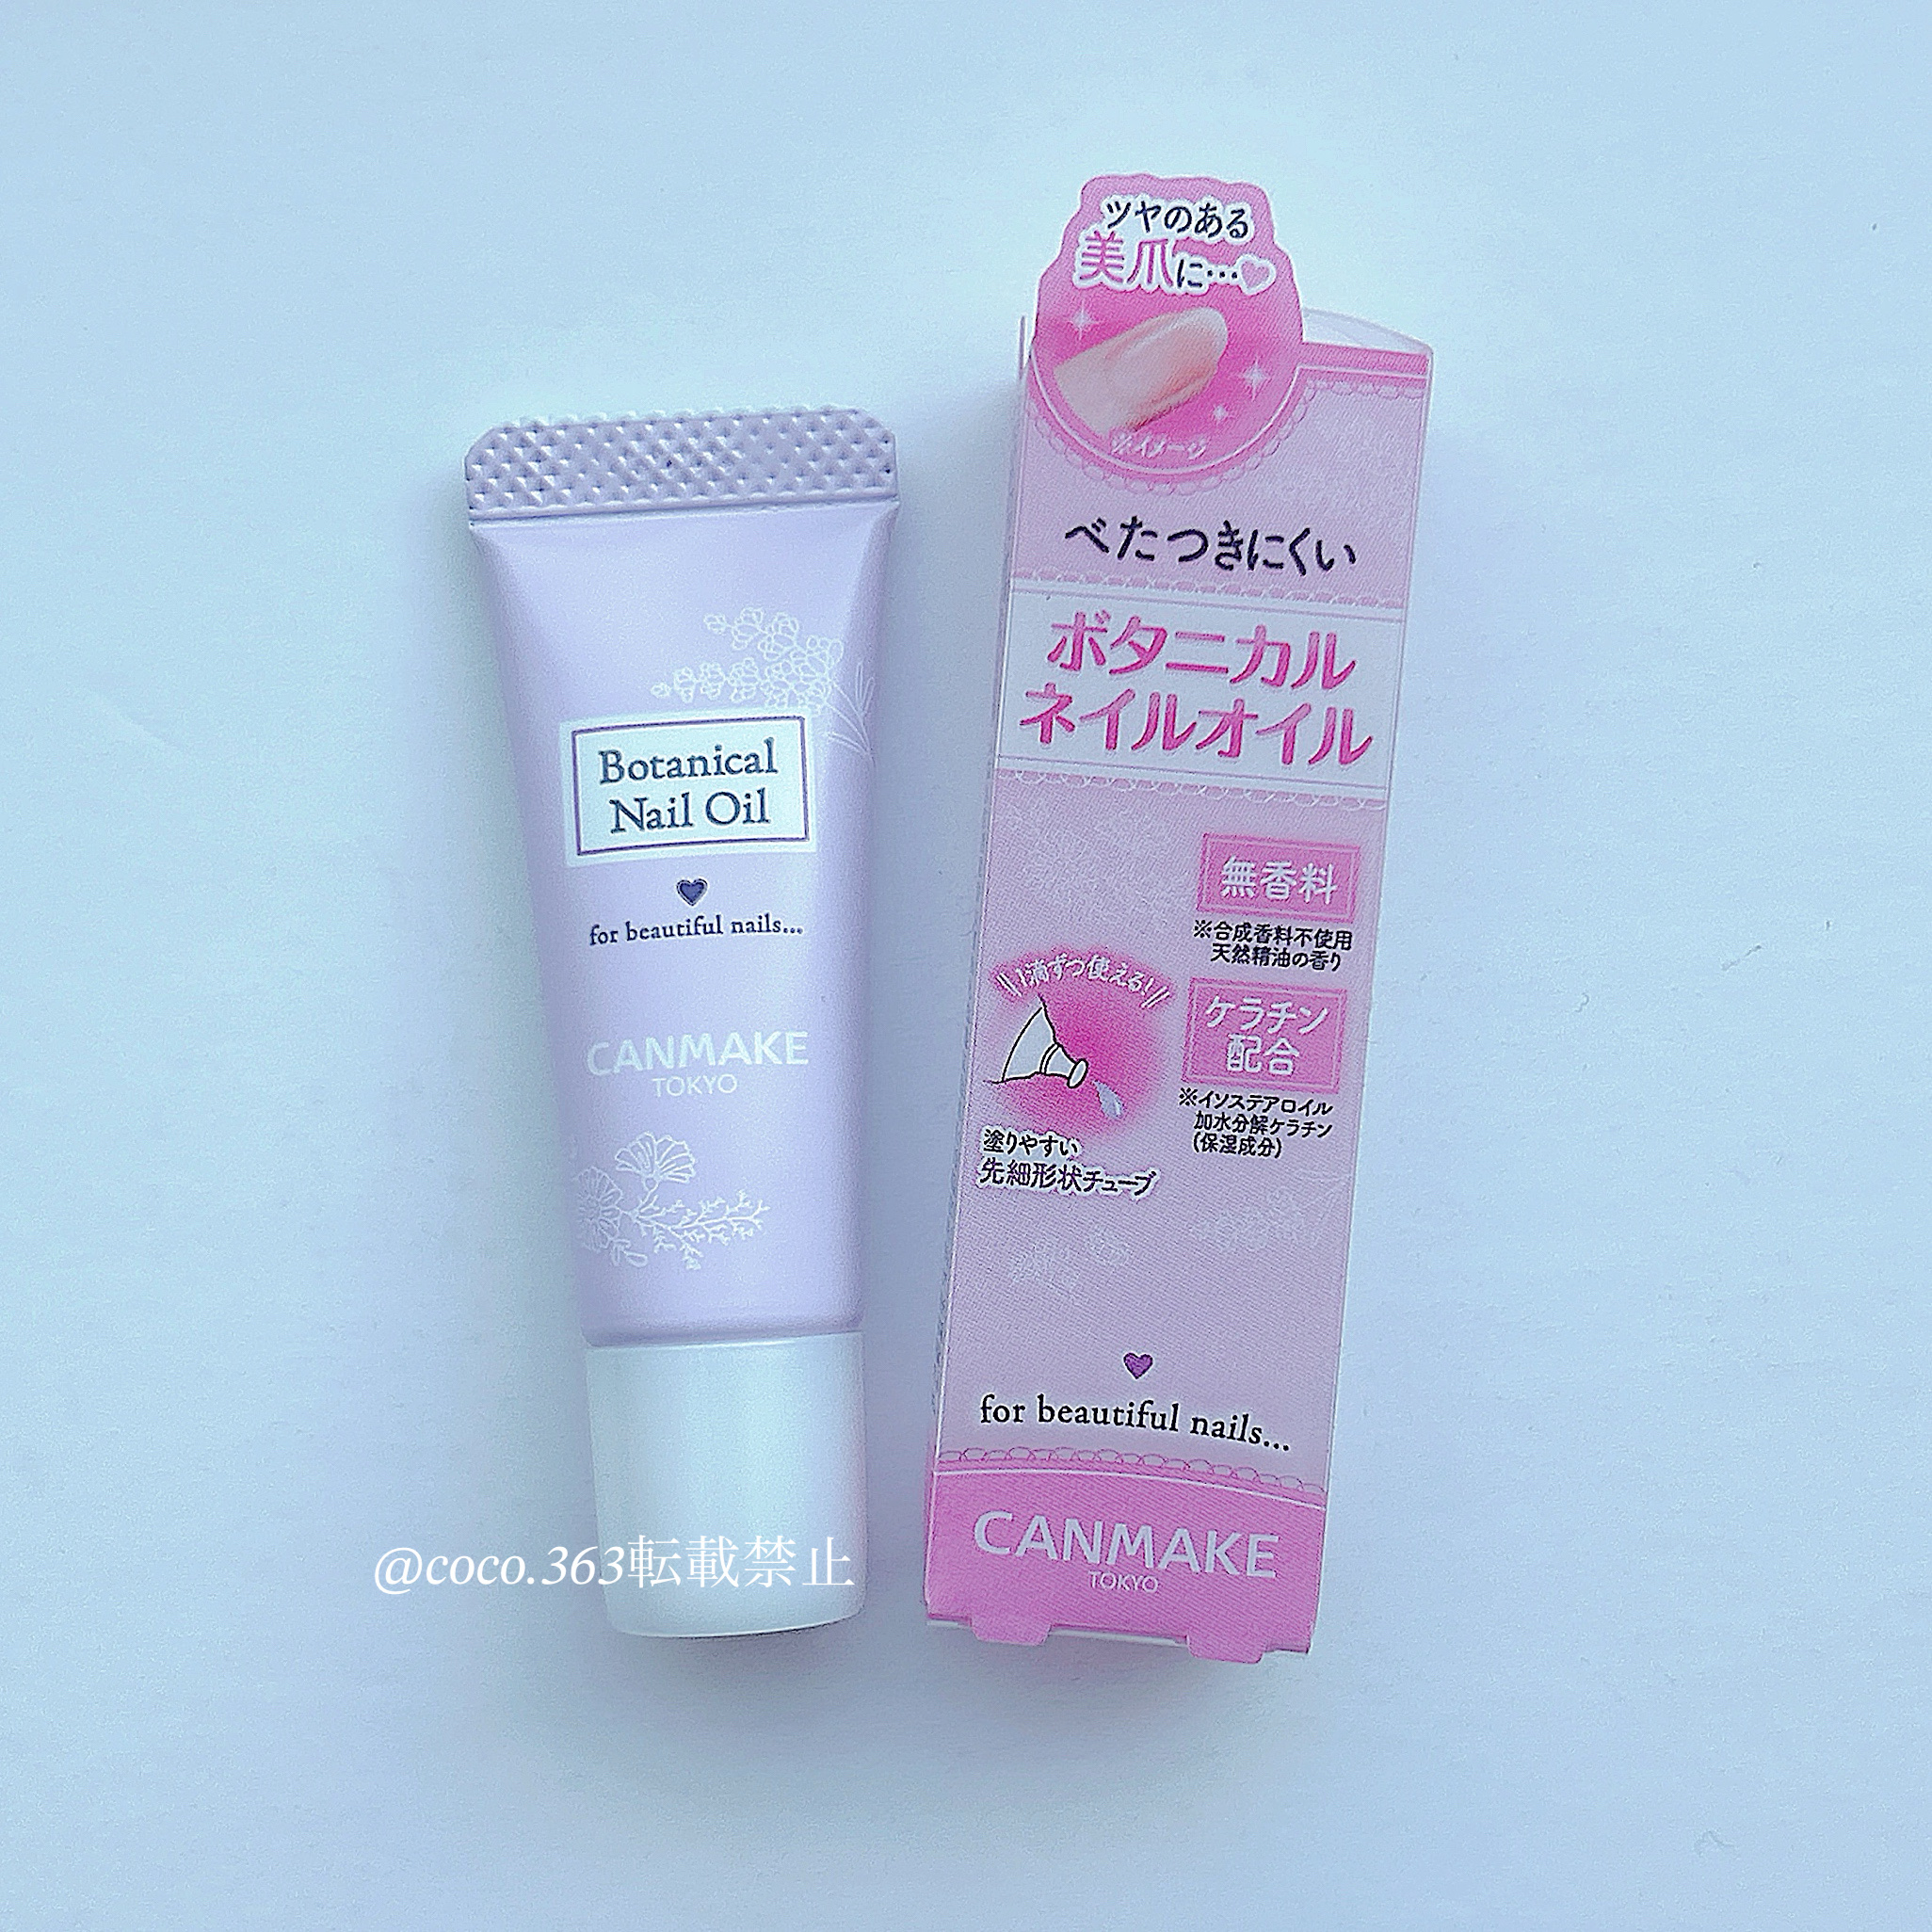 Botanical
Nail Oil
for beautiful nails...
CANMAKE
TOKYO
ツヤのある
美爪に…♡
※イメージ
べたつきにくい
ボタニカル
ネイルオイル
無香料
※合成香料不使用
天然精油の香り
1滴ずつ使える!
ケラチン
配合
※イソステアロイル
加水分解ケラチン
(保湿成分)
塗りやすい
先細形状チューブ
for beautiful nails...
CANMAKE
TOKYO
@coco.363転載禁止